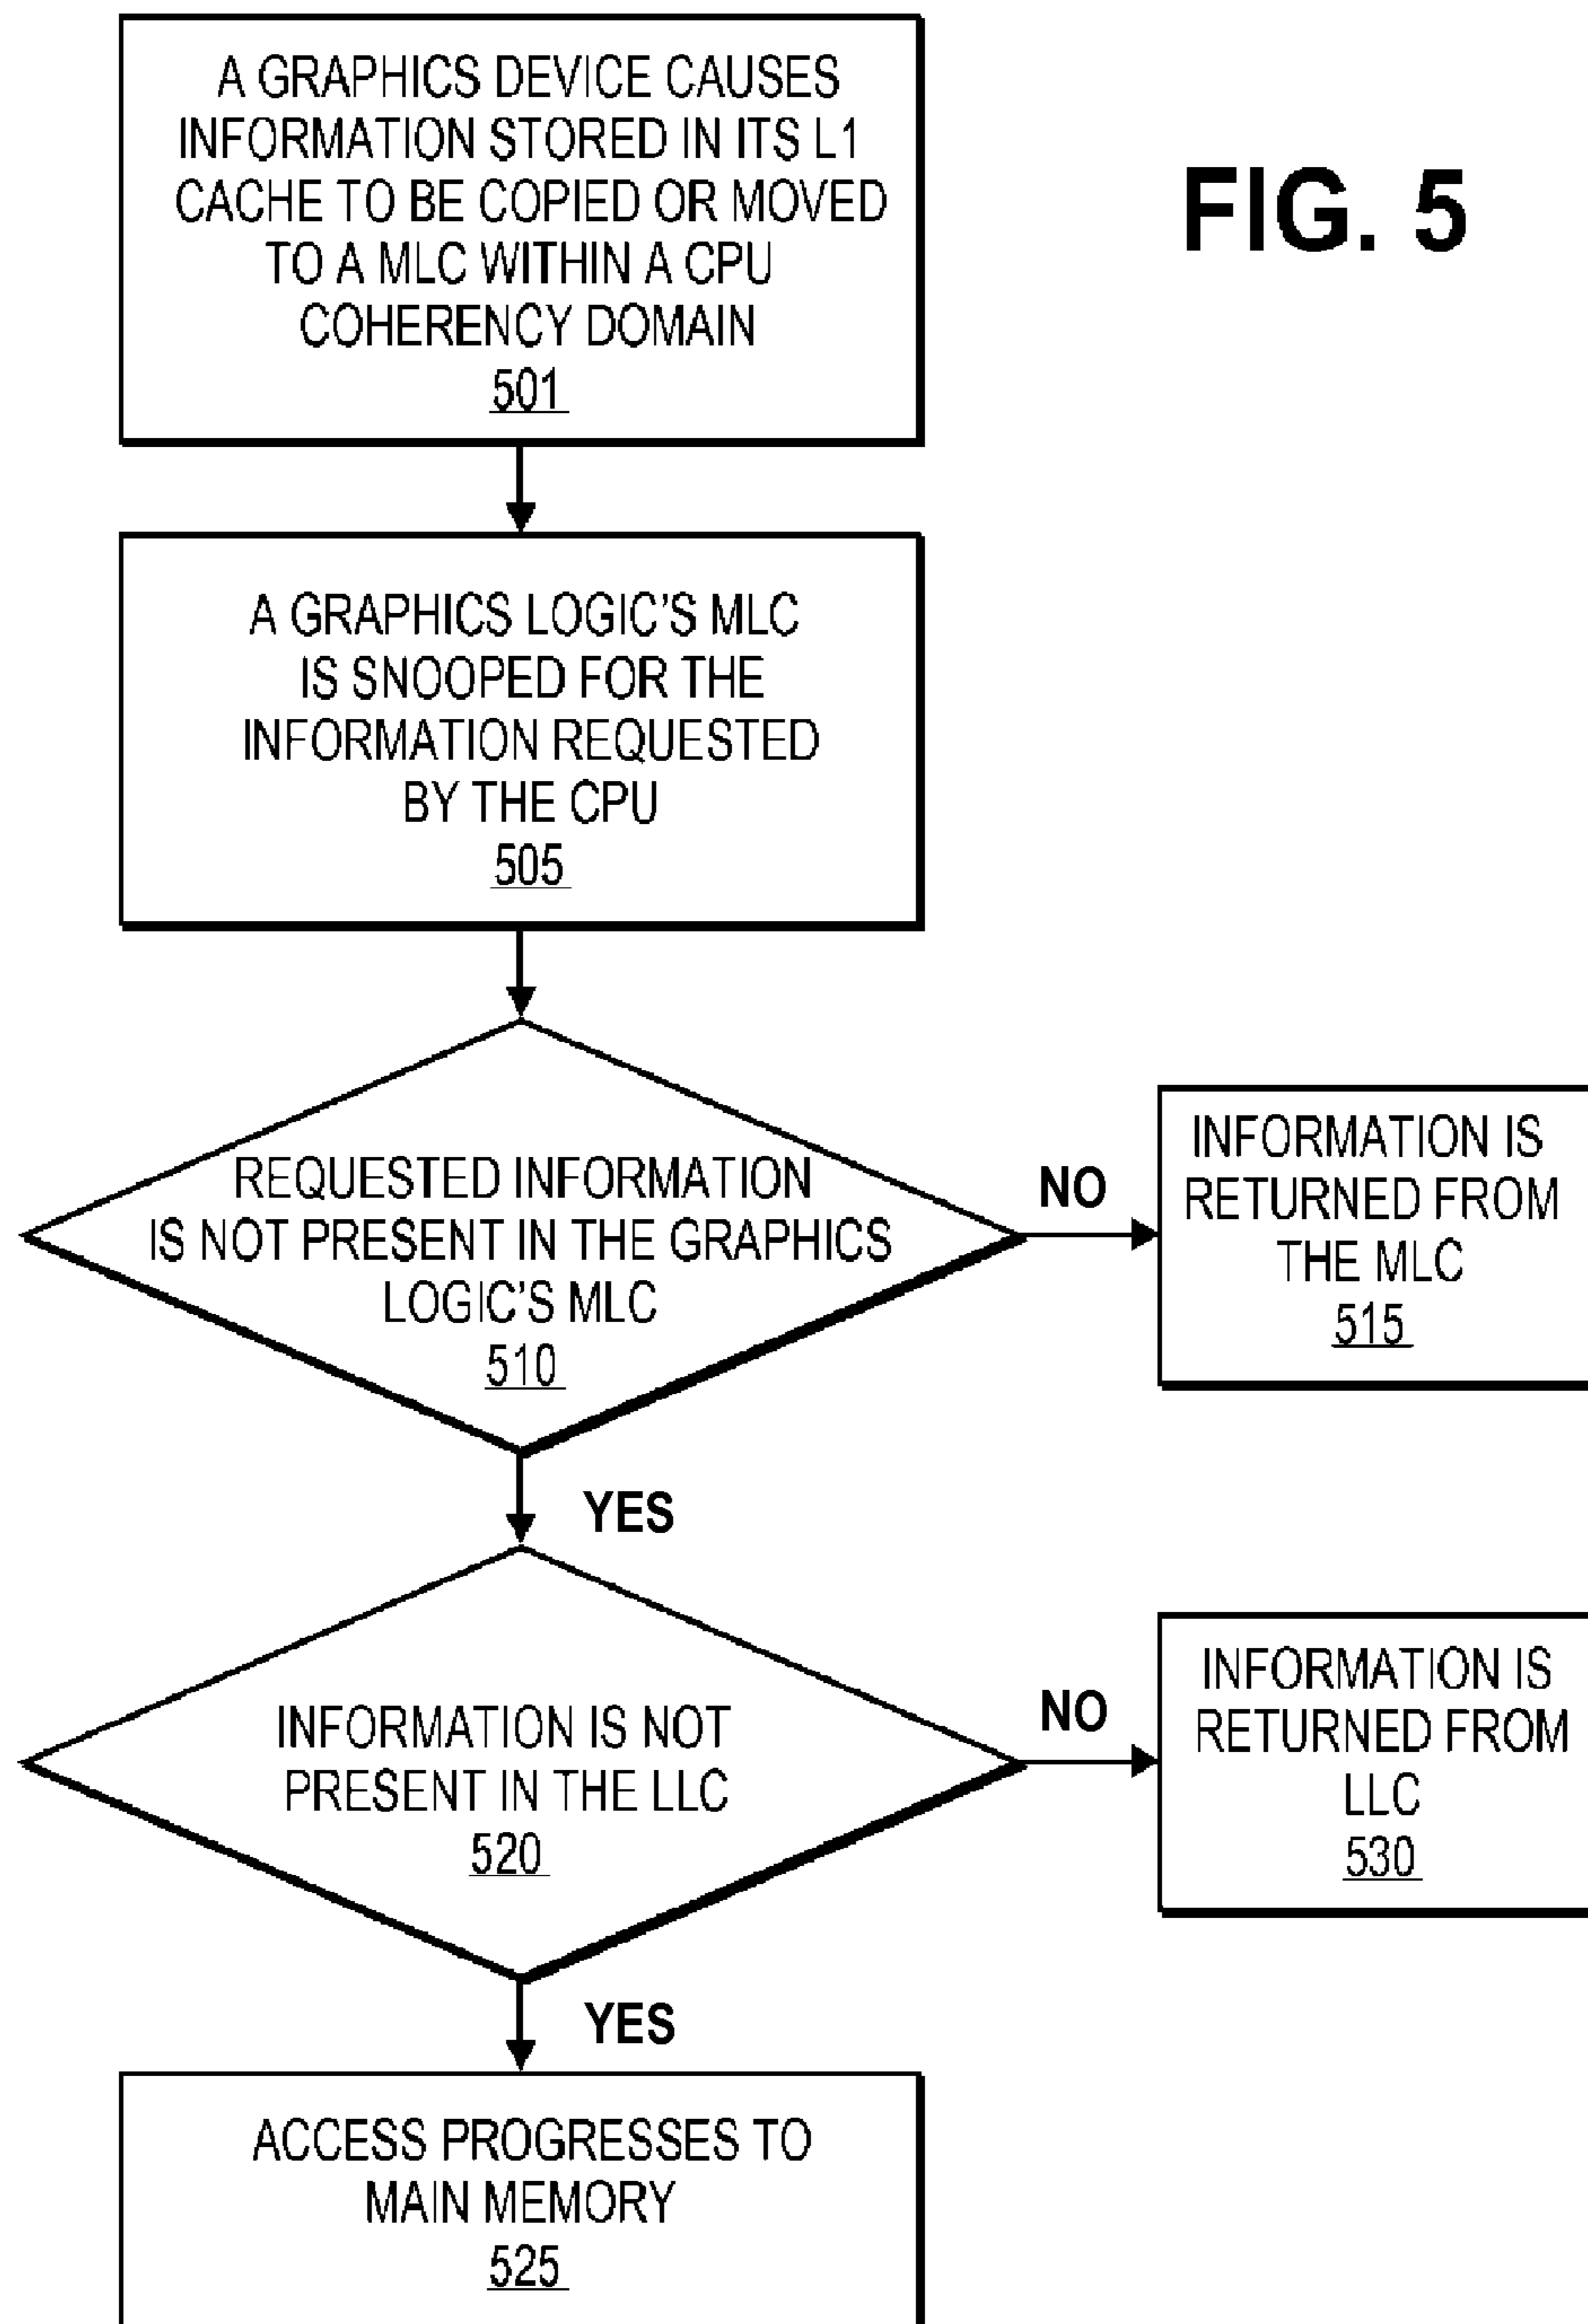 FIG. 5
A GRAPHICS DEVICE CAUSES
INFORMATION STORED IN ITS L1
CACHE TO BE COPIED OR MOVED
TO A MLC WITHIN A CPU
COHERENCY DOMAIN
501
A GRAPHICS LOGIC'S MLC
IS SNOOPED FOR THE
INFORMATION REQUESTED
BY THE CPU
505
REQUESTED INFORMATION
IS NOT PRESENT IN THE GRAPHICS
LOGIC'S MLC
510
NO
INFORMATION IS
RETURNED FROM
THE MLC
515
YES
INFORMATION IS NOT
PRESENT IN THE LLC
520
NO
INFORMATION IS
RETURNED FROM
LLC
530
YES
ACCESS PROGRESSES TO
MAIN MEMORY
525